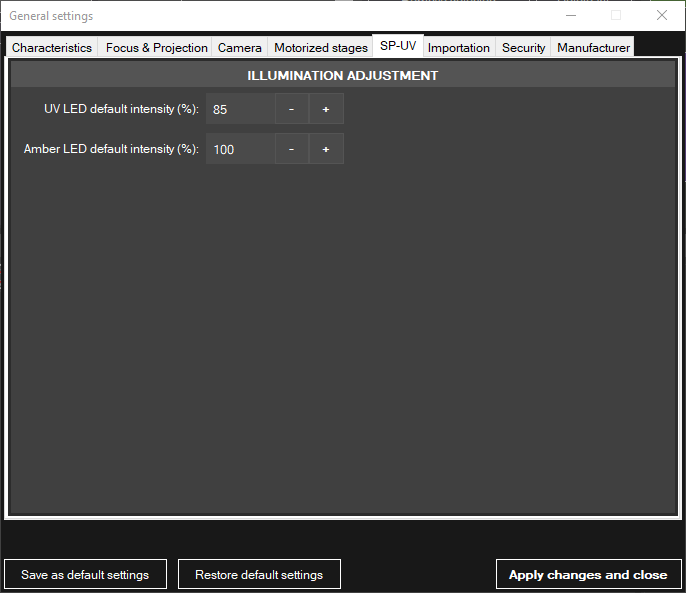 General settings
Characteristics Focus & Projection Camera Motorized stages SP-UV Importation Security Manufacturer
ILLUMINATION ADJUSTMENT
UV LED default intensity (%): 85 - +
Amber LED default intensity (%): 100 - +
Save as default settings Restore default settings Apply changes and close